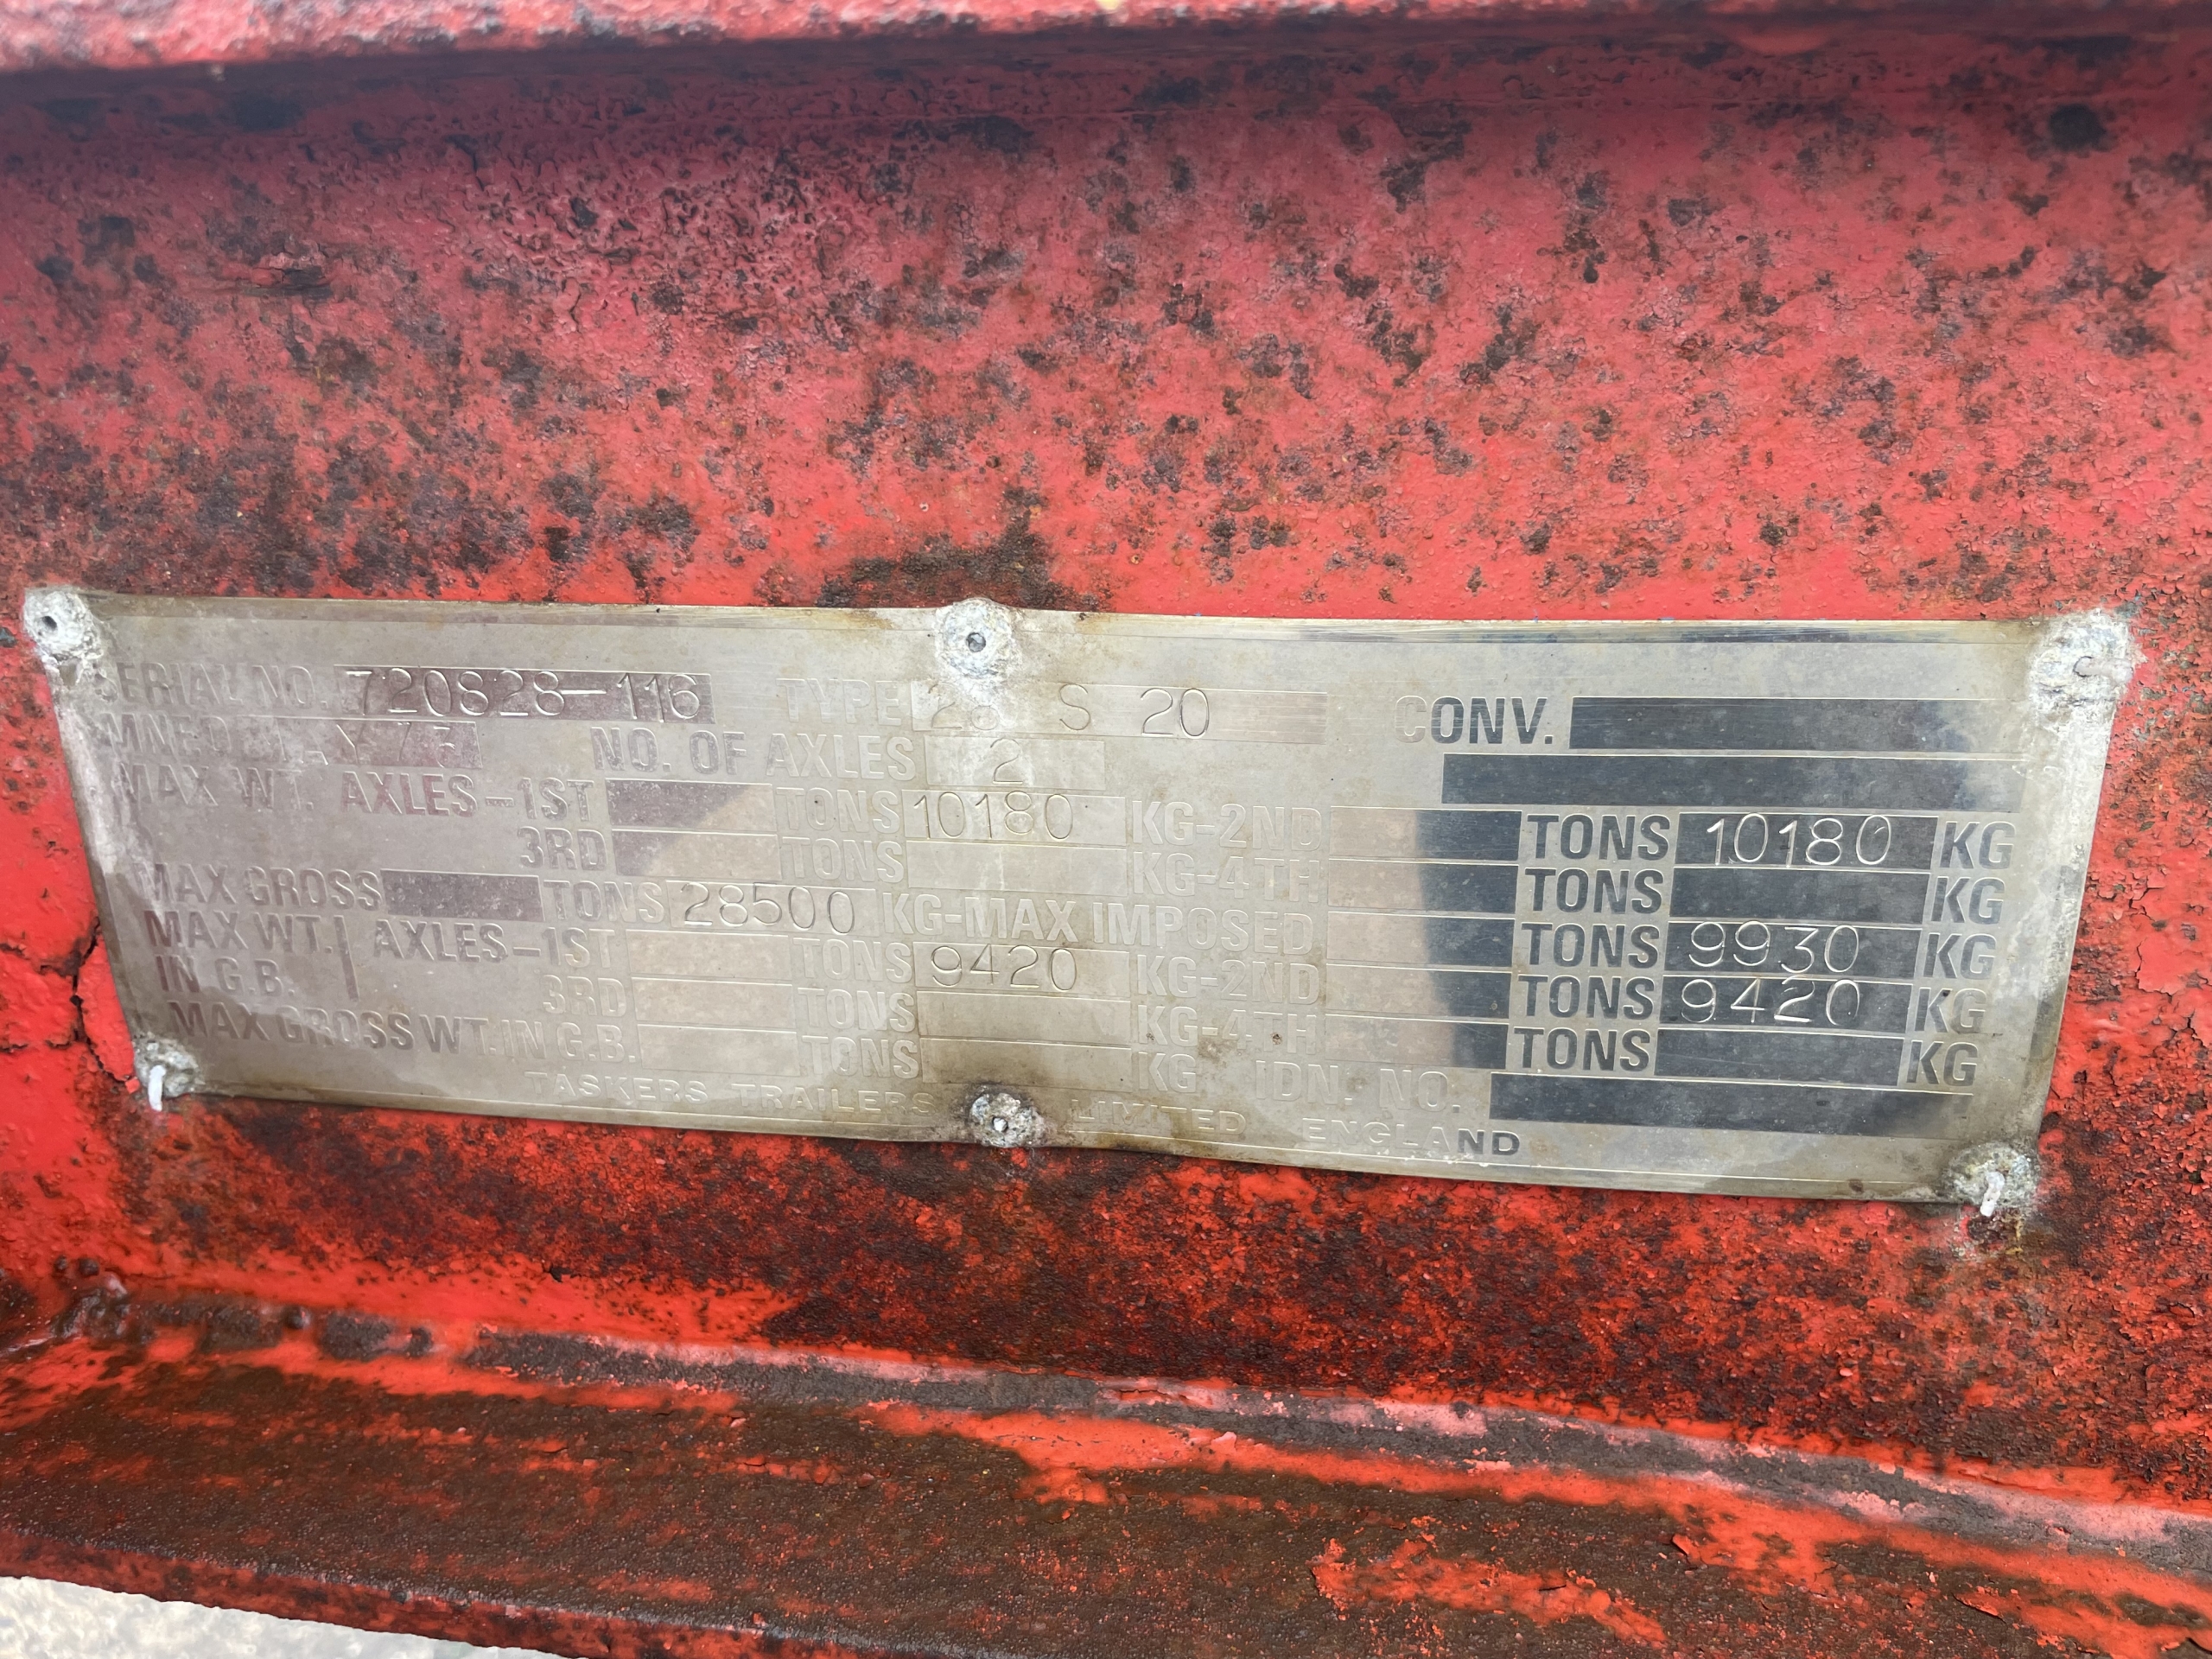 SERIAL NO. 720828-116 TYPE 28 S 20 CONV.
NO. OF AXLES 2
MAX WT. AXLES-1ST TONS 10180 KG-2ND TONS 10180 KG
3RD TONS KG-4TH TONS KG
MAX GROSS TONS 28500 KG-MAX IMPOSED TONS 9930 KG
MAX WT. IN G.B. AXLES-1ST TONS 9420 KG-2ND TONS 9420 KG
3RD TONS KG-4TH TONS KG
MAX GROSS WT. IN G.B. TONS KG IDN. NO.
TASKERS TRAILERS LIMITED ENGLAND